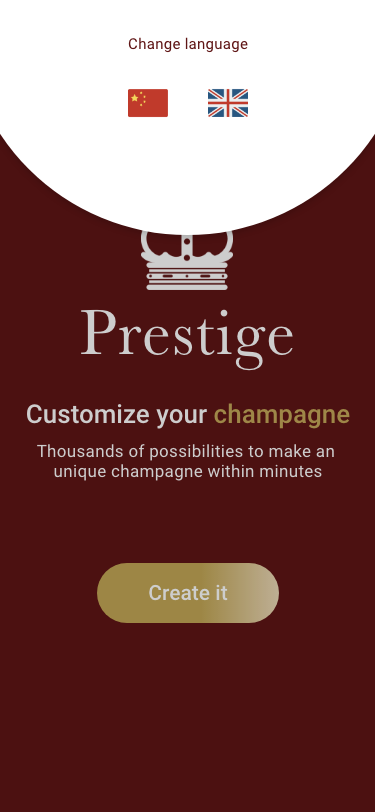 Change language
Prestige
Customize your champagne
Thousands of possibilities to make an
unique champagne within minutes
Create it